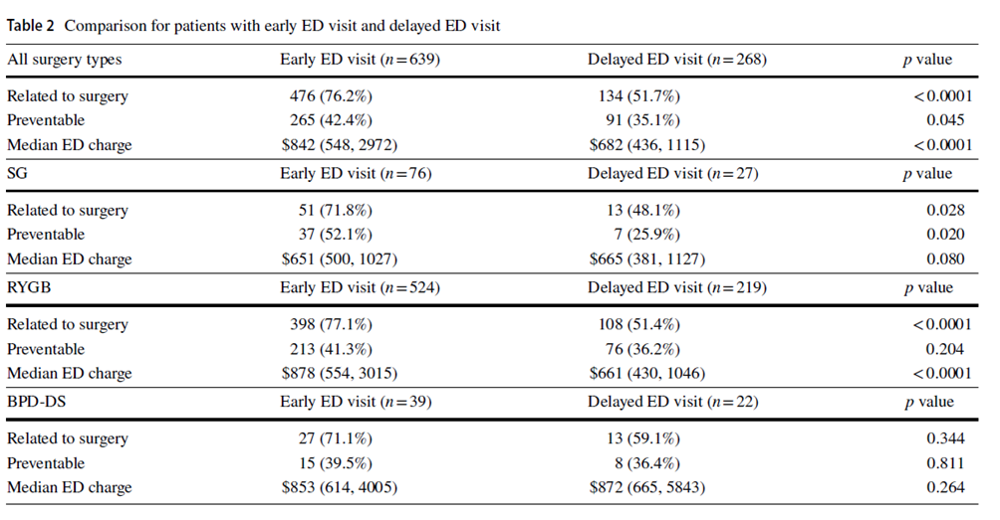 Table 2 Comparison for patients with early ED visit and delayed ED visit
All surgery types Early ED visit (n=639) Delayed ED visit (n=268) p value
Related to surgery 476 (76.2%) 134 (51.7%) <0.0001
Preventable 265 (42.4%) 91 (35.1%) 0.045
Median ED charge $842 (548, 2972) $682 (436, 1115) <0.0001
SG Early ED visit (n=76) Delayed ED visit (n=27) p value
Related to surgery 51 (71.8%) 13 (48.1%) 0.028
Preventable 37 (52.1%) 7 (25.9%) 0.020
Median ED charge $651 (500, 1027) $665 (381, 1127) 0.080
RYGB Early ED visit (n=524) Delayed ED visit (n=219) p value
Related to surgery 398 (77.1%) 108 (51.4%) <0.0001
Preventable 213 (41.3%) 76 (36.2%) 0.204
Median ED charge $878 (554, 3015) $661 (430, 1046) <0.0001
BPD-DS Early ED visit (n=39) Delayed ED visit (n=22) p value
Related to surgery 27 (71.1%) 13 (59.1%) 0.344
Preventable 15 (39.5%) 8 (36.4%) 0.811
Median ED charge $853 (614, 4005) $872 (665, 5843) 0.264